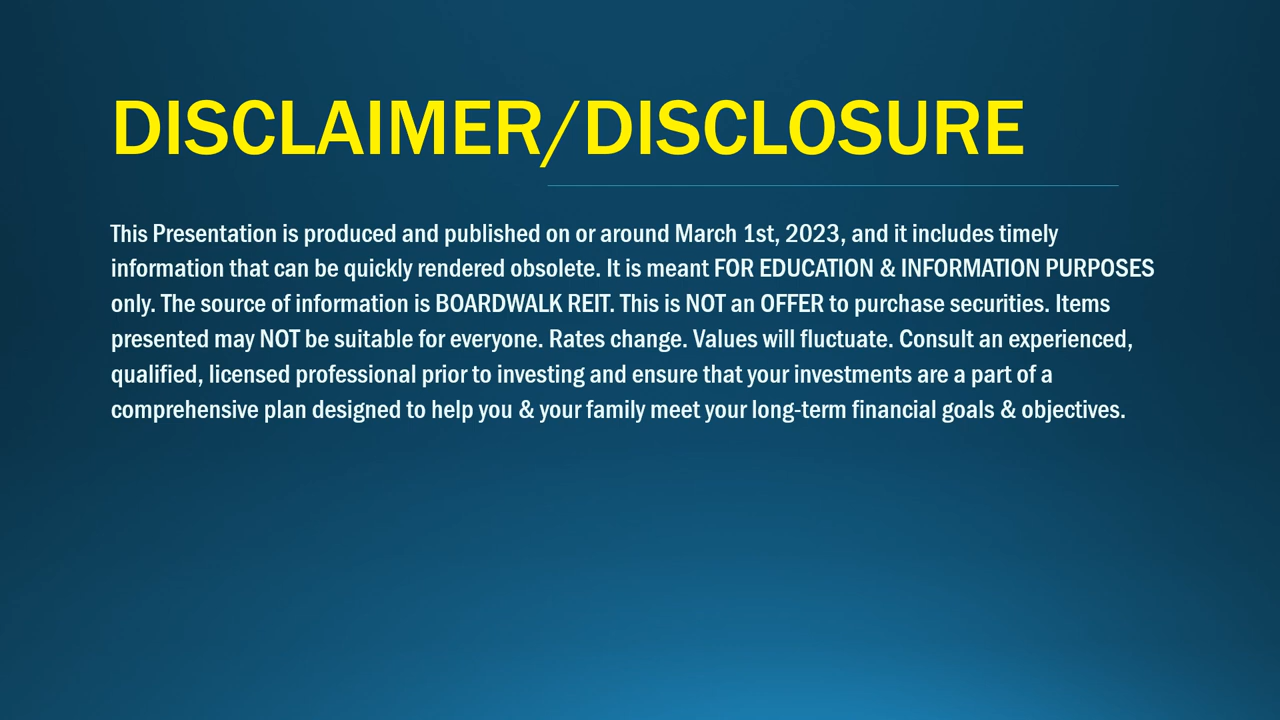 DISCLAIMER/DISCLOSURE
This Presentation is produced and published on or around March 1st, 2023, and it includes timely
information that can be quickly rendered obsolete. It is meant FOR EDUCATION & INFORMATION PURPOSES
only. The source of information is BOARDWALK REIT. This is NOT an OFFER to purchase securities. Items
presented may NOT be suitable for everyone. Rates change. Values will fluctuate. Consult an experienced,
qualified, licensed professional prior to investing and ensure that your investments are a part of a
comprehensive plan designed to help you & your family meet your long-term financial goals & objectives.